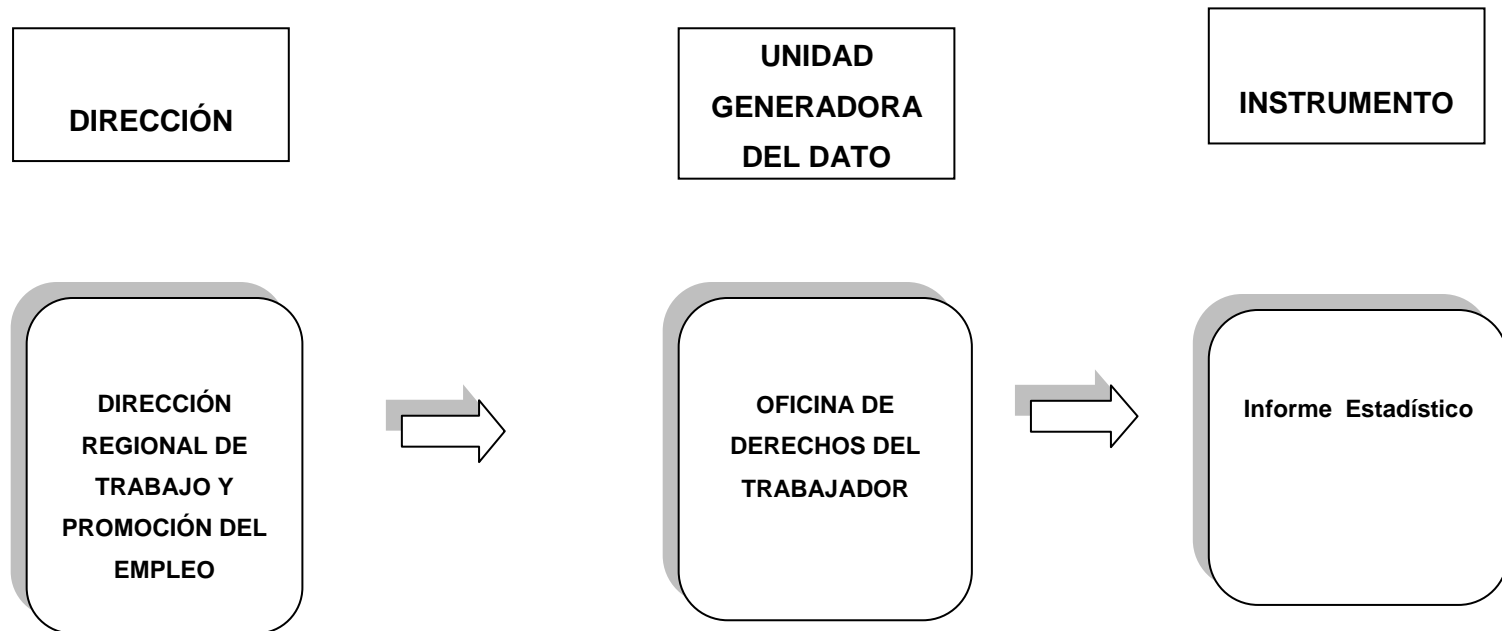 DIRECCIÓN
UNIDAD
GENERADORA
DEL DATO
INSTRUMENTO
DIRECCIÓN
REGIONAL DE
TRABAJO Y
PROMOCIÓN DEL
EMPLEO
OFICINA DE
DERECHOS DEL
TRABAJADOR
Informe Estadístico